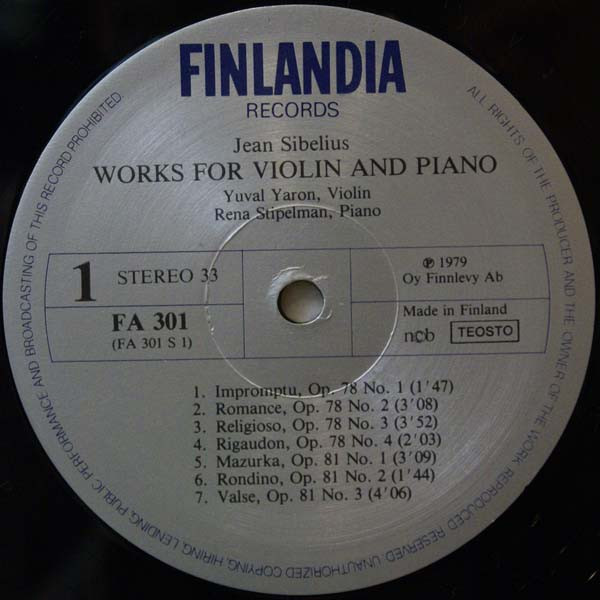 FINLANDIA
RECORDS
Jean Sibelius
WORKS FOR VIOLIN AND PIANO
Yuval Yaron, Violin
Rena Stipelman, Piano
1 STEREO 33
FA 301
(FA 301 S 1)
℗ 1979
Oy Finnlevy Ab
Made in Finland
ncb TEOSTO
1. Impromptu, Op. 78 No. 1 (1'47)
2. Romance, Op. 78 No. 2 (3'08)
3. Religioso, Op. 78 No. 3 (3'52)
4. Rigaudon, Op. 78 No. 4 (2'03)
5. Mazurka, Op. 81 No. 1 (3'09)
6. Rondino, Op. 81 No. 2 (1'44)
7. Valse, Op. 81 No. 3 (4'06)
ALL RIGHTS OF THE PRODUCER AND THE OWNER OF THE WORK REPRODUCED RESERVED. UNAUTHORIZED COPYING, HIRING, LENDING, PUBLIC PERFORMANCE AND BROADCASTING OF THIS RECORD PROHIBITED.